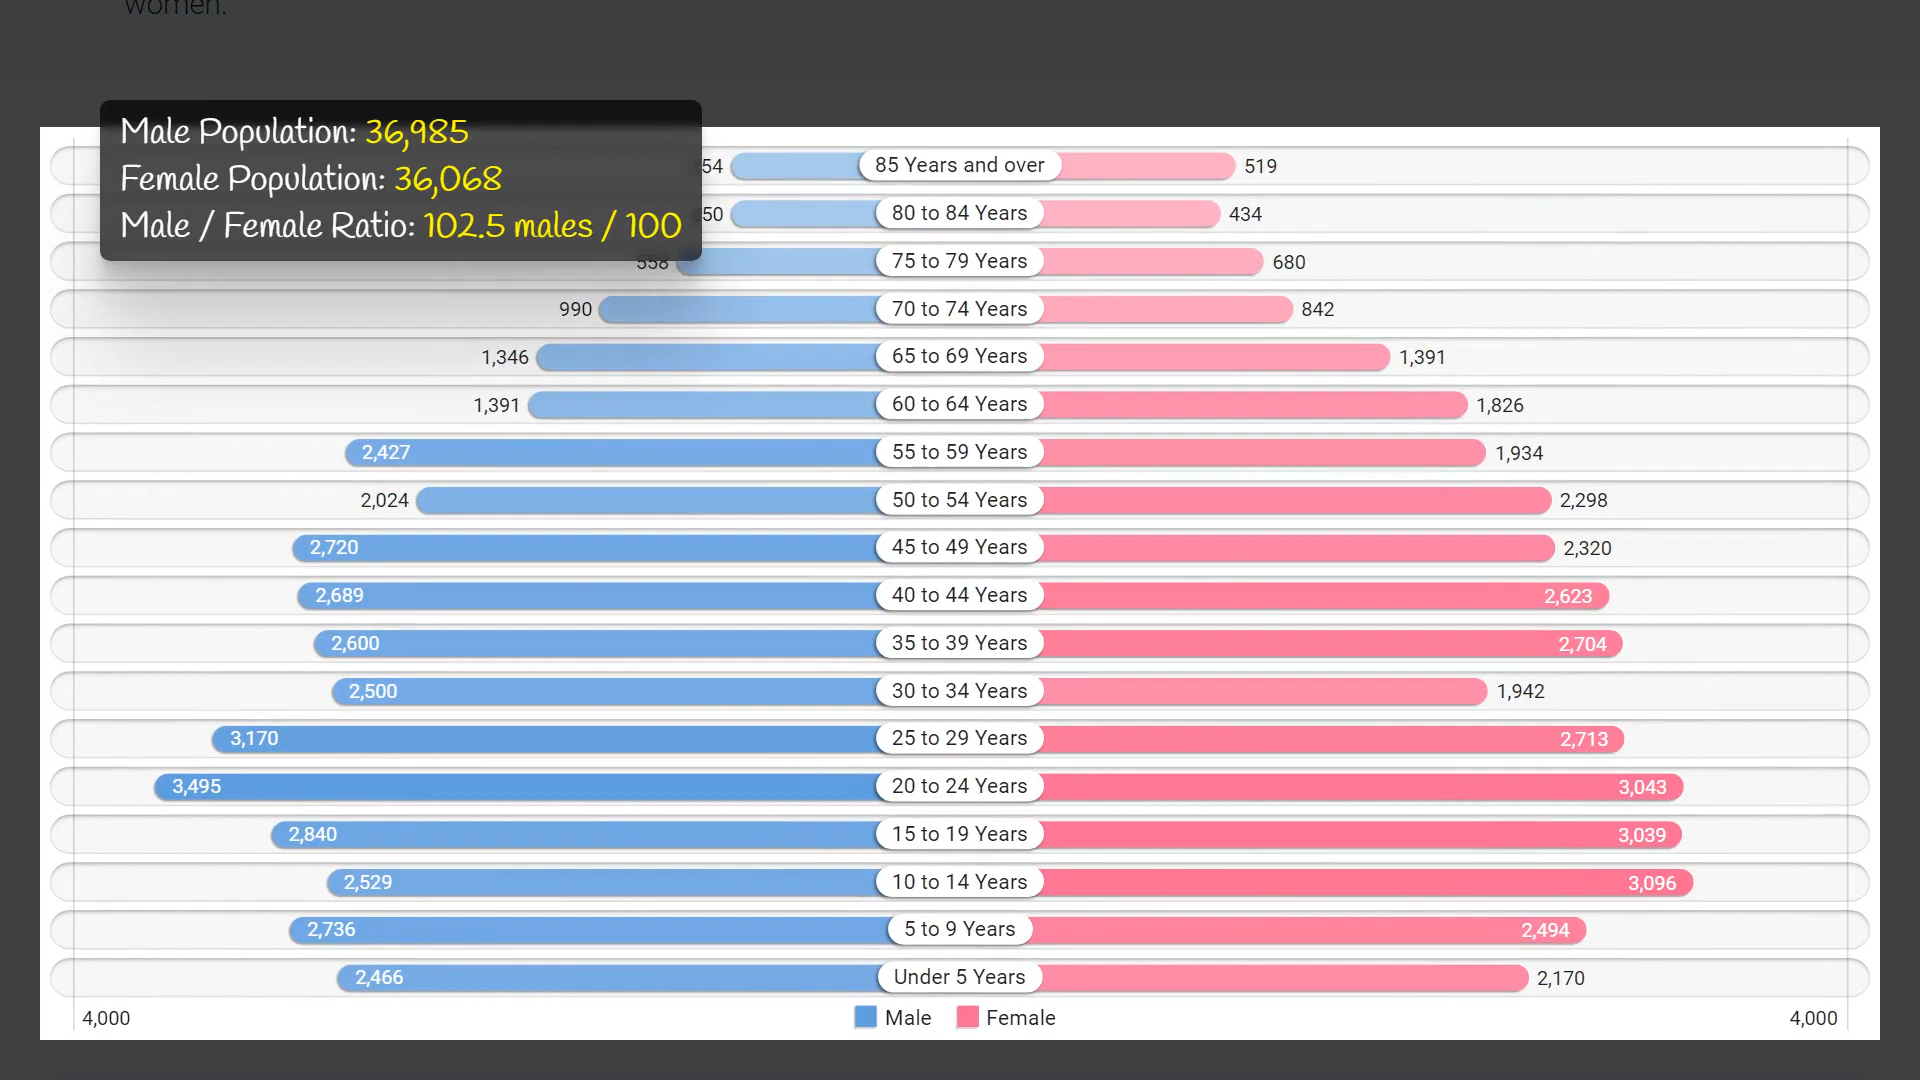 women.
Male Population: 36,985
Female Population: 36,068
Male / Female Ratio: 102.5 males / 100
54 85 Years and over 519
50 80 to 84 Years 434
558 75 to 79 Years 680
990 70 to 74 Years 842
1,346 65 to 69 Years 1,391
1,391 60 to 64 Years 1,826
2,427 55 to 59 Years 1,934
2,024 50 to 54 Years 2,298
2,720 45 to 49 Years 2,320
2,689 40 to 44 Years 2,623
2,600 35 to 39 Years 2,704
2,500 30 to 34 Years 1,942
3,170 25 to 29 Years 2,713
3,495 20 to 24 Years 3,043
2,840 15 to 19 Years 3,039
2,529 10 to 14 Years 3,096
2,736 5 to 9 Years 2,494
2,466 Under 5 Years 2,170
4,000 Male Female 4,000